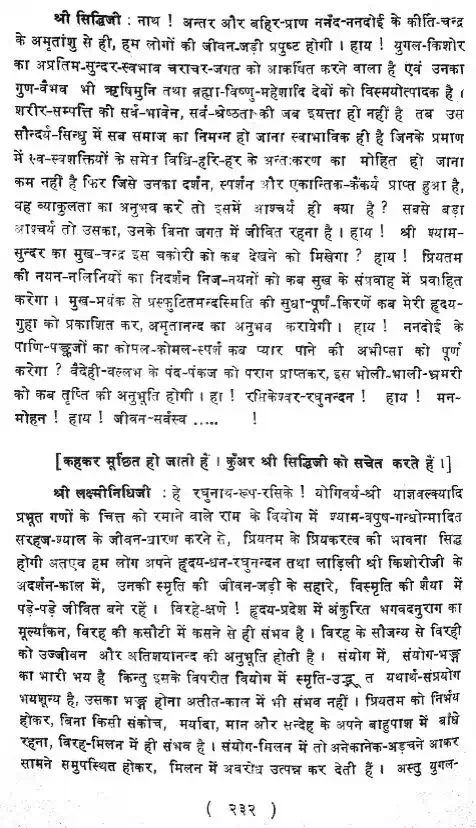 श्री सिद्धिजी : नाथ ! अन्तर और बहिर-प्राण ननँद-ननदोई के कीर्ति-चन्द्र
के अमृतांशु से ही, हम लोगों की जीवन-जड़ी प्रपुष्ट होगी । हाय ! युगल-किशोर
का अप्रतिम-सुन्दर-स्वभाव चराचर-जगत को आकर्षित करने वाला है एवं उनका
गुण-वैभव भी ऋषिमुनि तथा ब्रह्मा-विष्णु-महेशादि देवों को विस्मयोत्पादक है ।
शरीर-सम्पत्ति की सर्व-भावेन, सर्व-श्रेष्ठता-की जब इयत्ता हो नहीं है तब उस
सौन्दर्य-सिन्धु में सब समाज का निमग्न हो जाना स्वाभाविक ही है जिनके प्रमाण
में स्व-स्वशक्तियों के समेत विधि-हरि-हर के अन्तःकरण का मोहित हो जाना
कम नहीं है फिर जिसे उनका दर्शन, स्पर्शन और एकान्तिक-कैंकर्य प्राप्त हुआ है,
वह व्याकुलता का अनुभव करे तो इसमें आश्चर्य ही क्या है ? सबसे बड़ा
आश्चर्य तो उसका, उनके बिना जगत में जीवित रहना है । हाय ! श्री श्याम-
सुन्दर का मुख-चन्द्र इस चकोरी को कब देखने को मिलेगा ? हाय ! प्रियतम
की नयन-नलिनियों का निदर्शन निज-नयनों को कब सुख के संप्रवाह में प्रवाहित
करेगा । मुख-मयंक से प्रस्फुटितमन्दस्मिति की सुधा-पूर्ण-किरणें कब मेरी हृदय-
गुहा को प्रकाशित कर, अमृतानन्द का अनुभव करायेगी । हाय ! ननदोई के
पाणि-पङ्कजों का कोमल-कोमल-स्पर्श कब प्यार पाने की अभीप्सा को पूर्ण
करेगा ? वैदेही-वल्लभ के पद-पंकज को पराग प्राप्तकर, इस भोली-भाली-भ्रमरी
को कब तृप्ति की अनुभूति होगी । हा ! रसिकेश्वर-रघुनन्दन ! हाय ! मन-
मोहन ! हाय ! जीवन-सर्वस्व ..... !
[कहकर मूर्छित हो जाती हैं । कुँअर श्री सिद्धिजी को सचेत करते हैं ।]
श्री लक्ष्मीनिधिजी : हे रघुनाथ-रूप-रसिके ! योगिवर्य-श्री याज्ञवल्क्यादि
प्रभृत गणों के चित्त को रमाने वाले राम के वियोग में श्याम-वपुष-गन्धोन्मादित
सरहज-श्याल के जीवन-धारण करने से, प्रियतम के प्रियकरत्व की भावना सिद्ध
होगी अतएव हम लोग अपने हृदय-धन-रघुनन्दन तथा लाड़िली श्री किशोरीजी के
अदर्शन-काल में, उनकी स्मृति की जीवन-जड़ी के सहारे, विस्मृति की शैया में
पड़े-पड़े जीवित बने रहें । विरहे-क्षणे ! हृदय-प्रदेश में अंकुरित भगवदनुराग का
मूल्यांकन, विरह की कसौटी में कसने से ही संभव है । विरह के सौजन्य से विरही
को उज्जीवन और अतिशयानन्द की अनुभूति होती है । संयोग में, संयोग-भङ्ग
का भारी भय है किन्तु इसके विपरीत वियोग में स्मृति-उद्भूत यथार्थ-संप्रयोग
भयशून्य है, उसका भङ्ग होना अतीत-काल में भी संभव नहीं । प्रियतम को निर्भय
होकर, बिना किसी संकोच, मर्यादा, मान और सन्देह के अपने बाहुपाश में बाँधे
रहना, विरह-मिलन में ही संभव है । संयोग-मिलन में तो अनेकानेक-अड़चने आकर
सामने समुपस्थित होकर, मिलन में अवरोध उत्पन्न कर देती हैं । अस्तु युगल-
( २३२ )